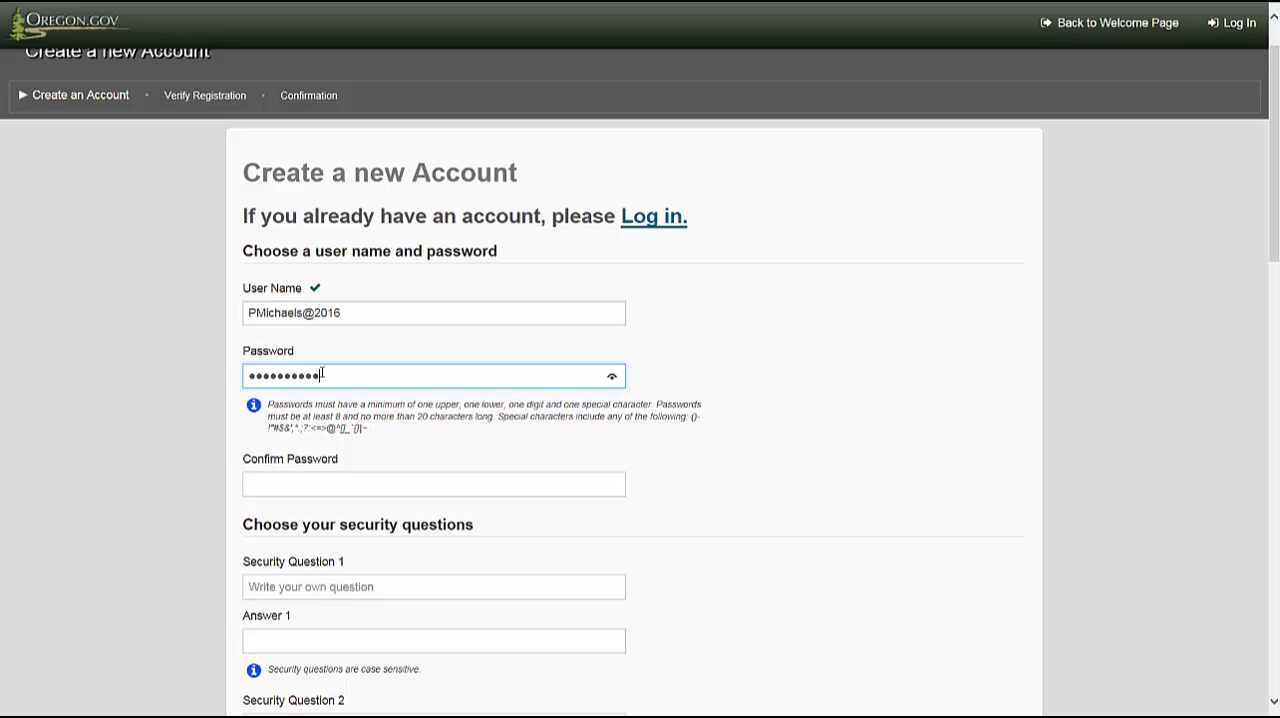 OREGON.GOV
Back to Welcome Page
Log In
Create a new Account
Create an Account
Verify Registration
Confirmation
Create a new Account
If you already have an account, please Log in.
Choose a user name and password
User Name
PMichaels@2016
Password
Passwords must have a minimum of one upper, one lower, one digit and one special character. Passwords
must be at least 8 and no more than 20 characters long. Special characters include any of the following: ()-
Confirm Password
Choose your security questions
Security Question 1
Write your own question
Answer 1
Security questions are case sensitive.
Security Question 2